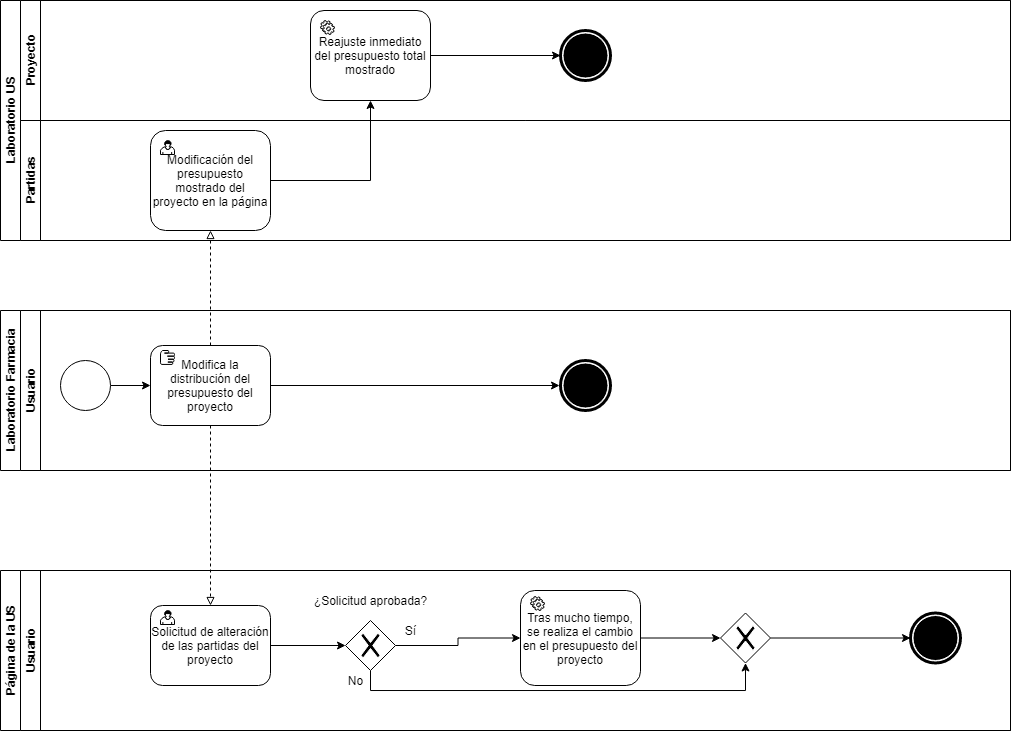 Laboratorio US
Proyecto
Reajuste inmediato
del presupuesto total
mostrado
Partidas
Modificación del
presupuesto
mostrado del
proyecto en la página
Laboratorio Farmacia
Usuario
Modifica la
distribución del
presupuesto del
proyecto
Página de la US
Usuario
Solicitud de alteración
de las partidas del
proyecto
¿Solicitud aprobada?
Sí
No
Tras mucho tiempo,
se realiza el cambio
en el presupuesto del
proyecto